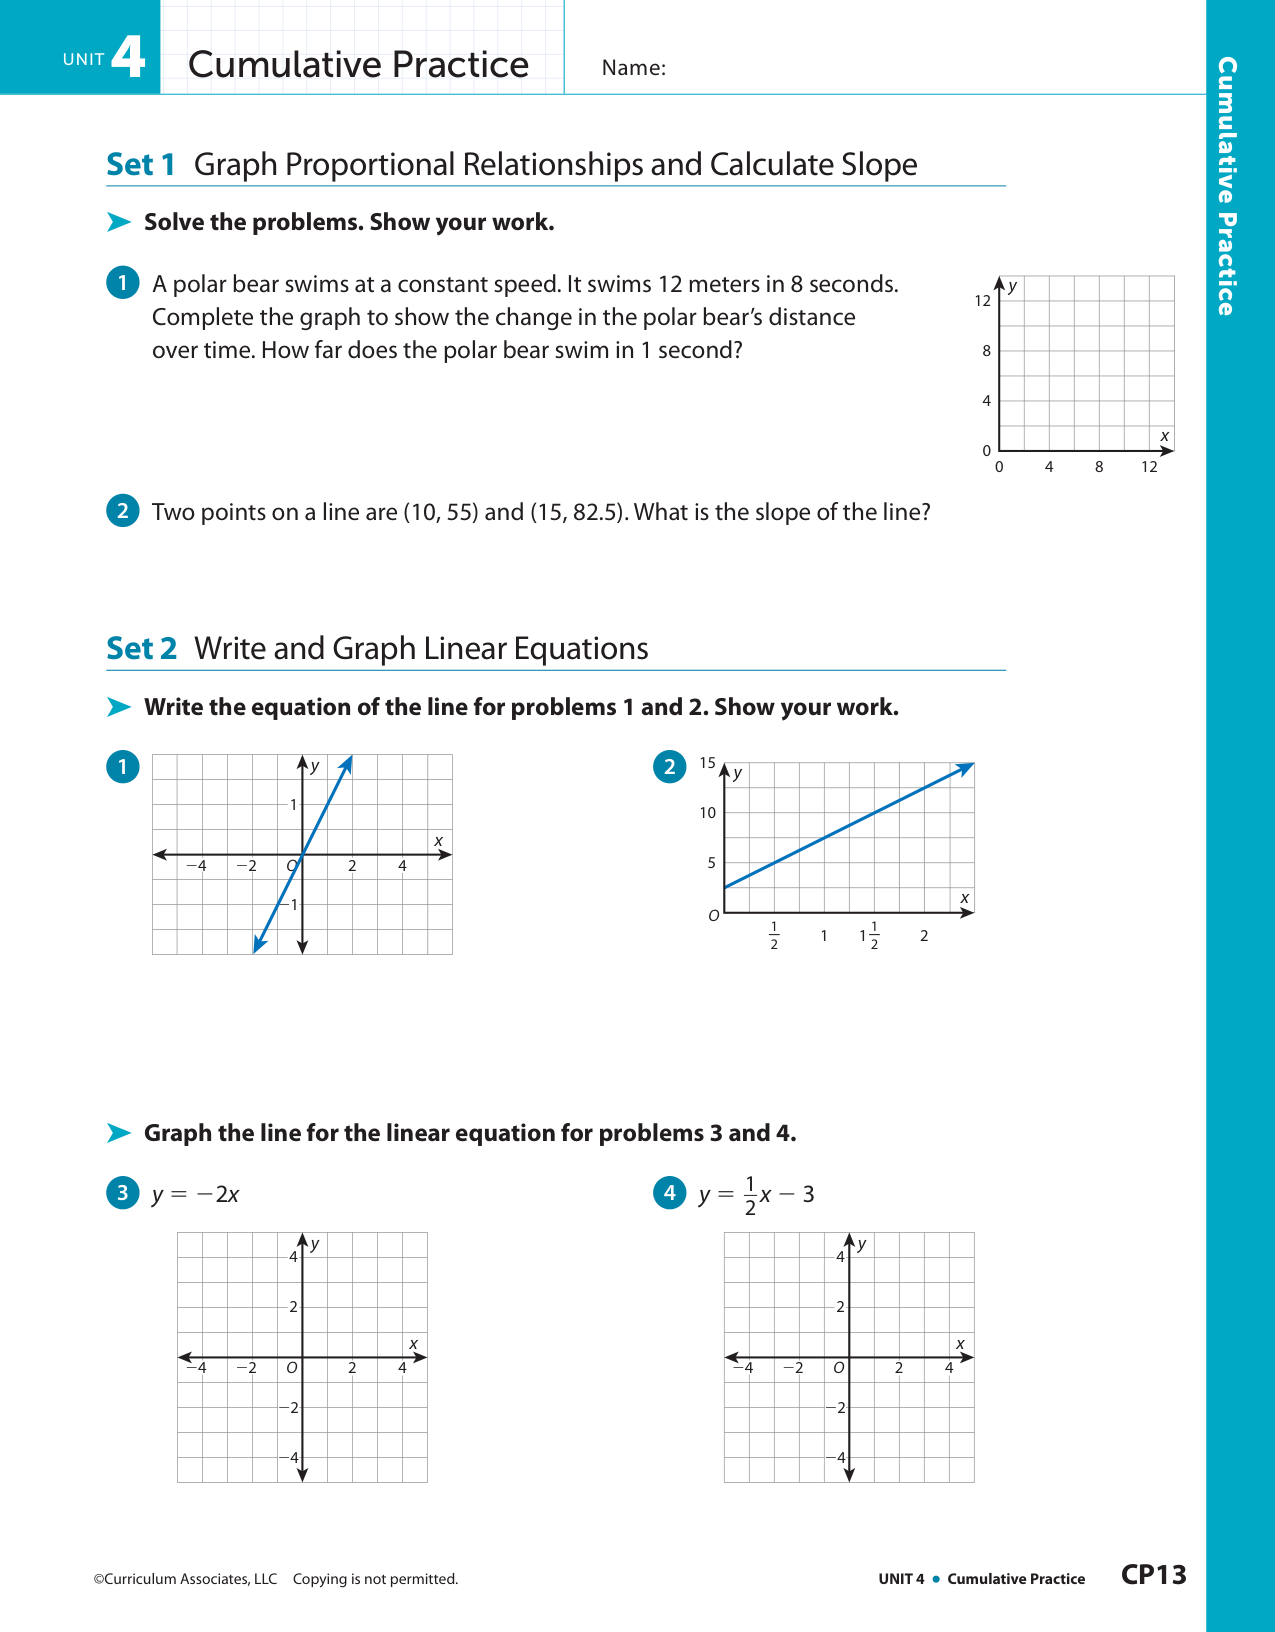 UNIT 4 Cumulative Practice Name:
Cumulative Practice
Set 1 Graph Proportional Relationships and Calculate Slope
➤ Solve the problems. Show your work.
1 A polar bear swims at a constant speed. It swims 12 meters in 8 seconds.
Complete the graph to show the change in the polar bear’s distance
over time. How far does the polar bear swim in 1 second?
y
12
8
4
x
0
0 4 8 12
2 Two points on a line are (10, 55) and (15, 82.5). What is the slope of the line?
Set 2 Write and Graph Linear Equations
➤ Write the equation of the line for problems 1 and 2. Show your work.
1
y
1
x
−4 −2 O 2 4
−1
2
15
y
10
5
x
O
1/2 1 1 1/2 2
➤ Graph the line for the linear equation for problems 3 and 4.
3 y = −2x
y
4
2
x
−4 −2 O 2 4
−2
−4
4 y = 1/2 x − 3
y
4
2
x
−4 −2 O 2 4
−2
−4
©Curriculum Associates, LLC Copying is not permitted.
UNIT 4 • Cumulative Practice CP13